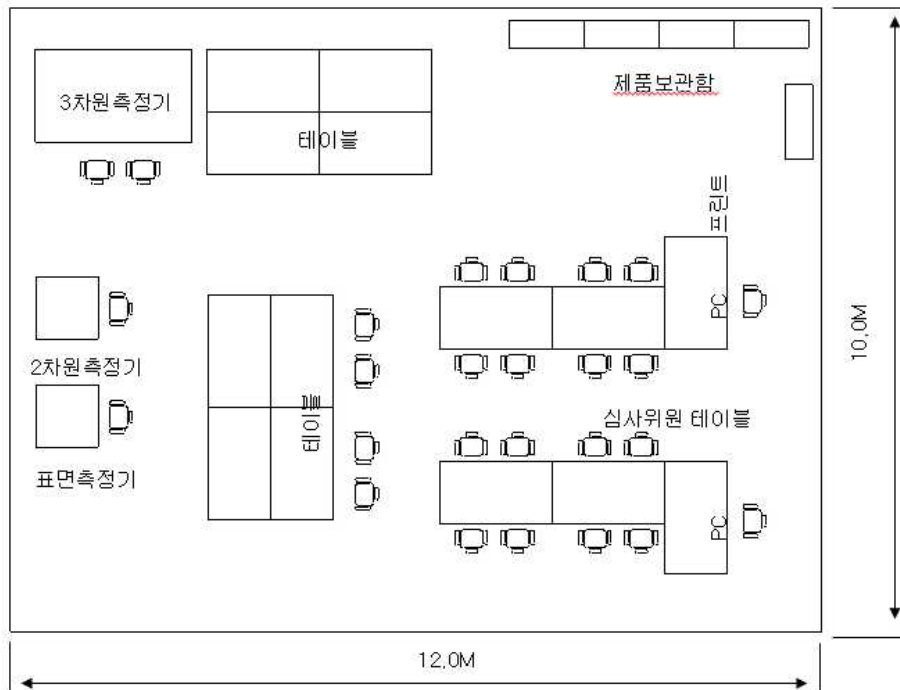 제품보관함
3차원측정기
테이블
프린트
PC
2차원측정기
테이블
심사위원 테이블
표면측정기
PC
10.0M
12.0M